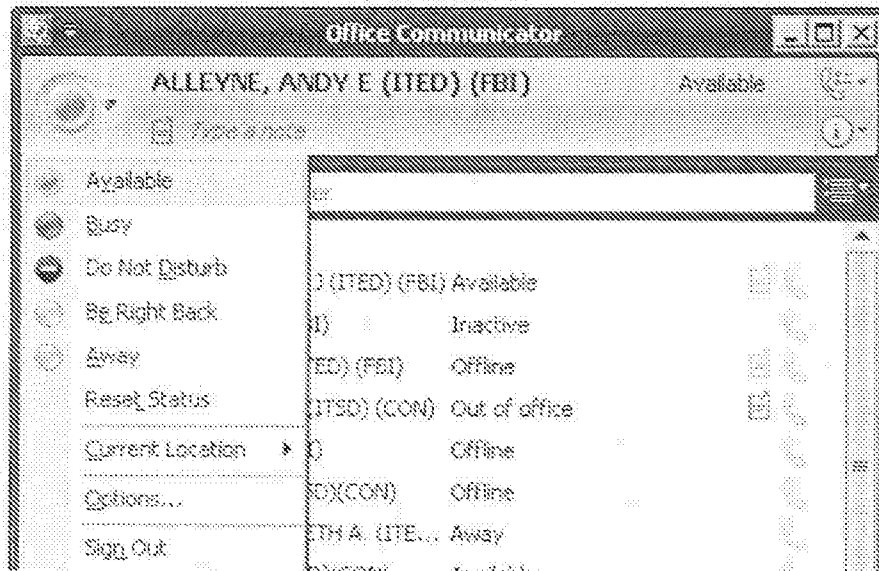 Office Communicator
ALLEYNE, ANDY E (ITED) (FBI) Available
Type a note
Available
Busy
Do Not Disturb
(ITED) (FBI) Available
Be Right Back
Inactive
Away
(FBI) Offline
Reset Status
(ITSD) (CON) Out of office
Current Location
Offline
Options...
(CON) Offline
TH A. (ITE... Away
Sign Out